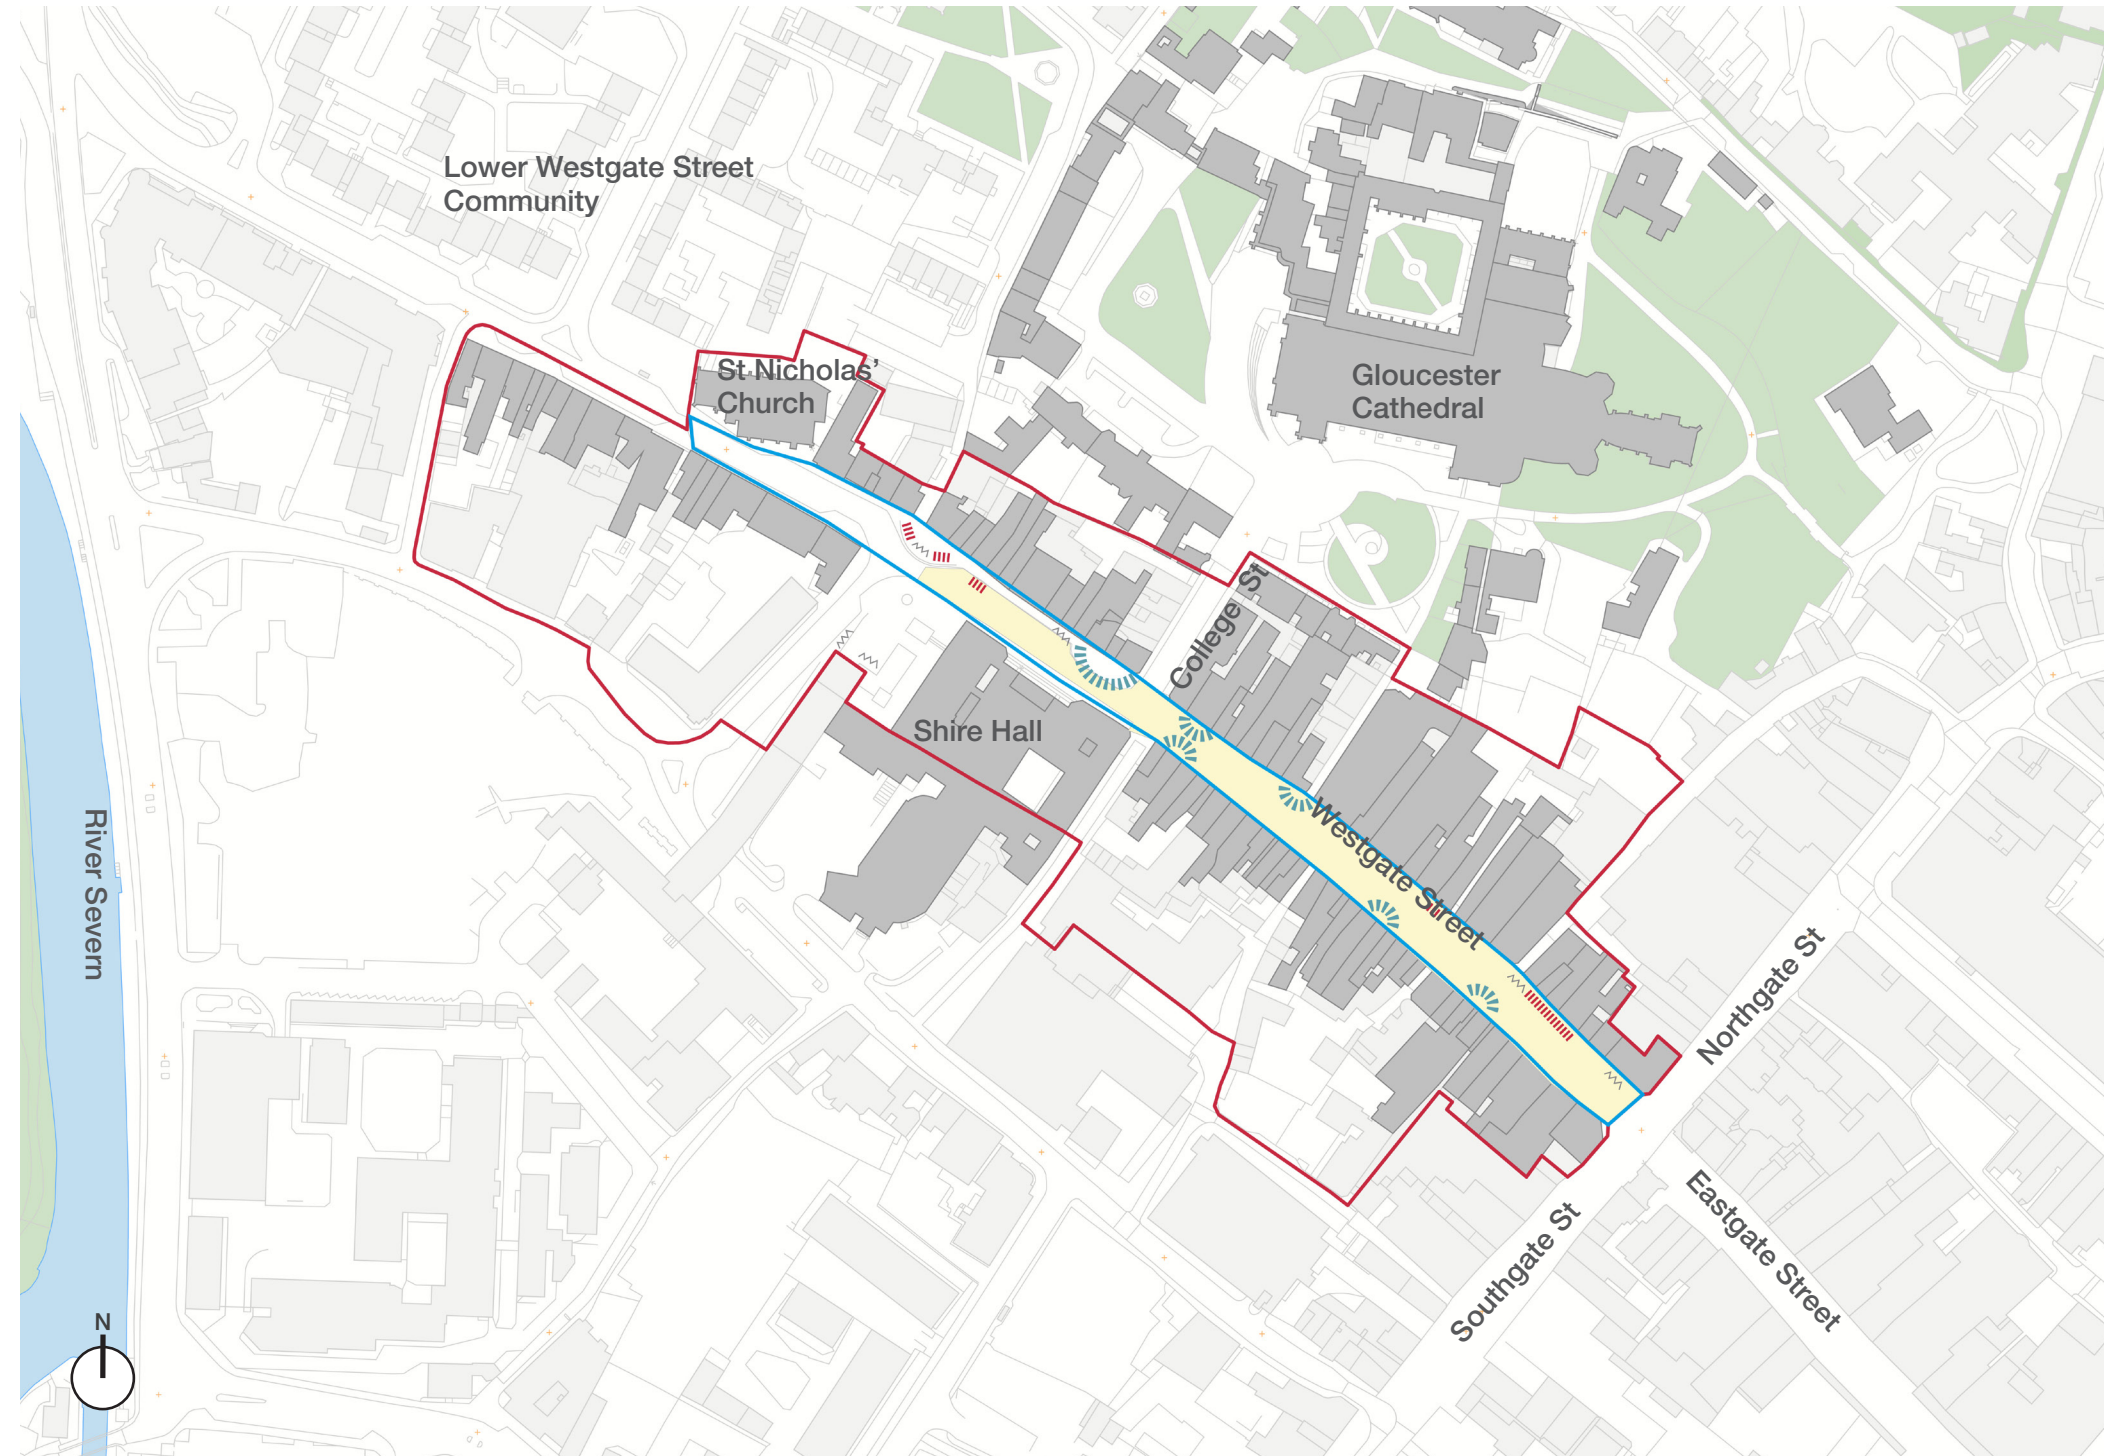 Lower Westgate Street
Community
St Nicholas'
Church
Gloucester
Cathedral
College St
Shire Hall
Westgate Street
River Severn
Northgate St
Eastgate Street
Southgate St
N